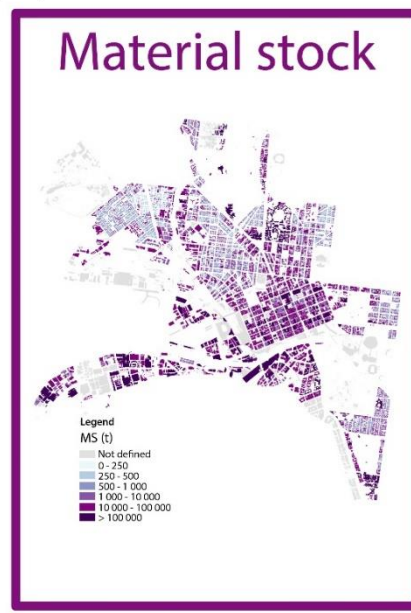 Material stock
Legend
MS (t)
Not defined
0 - 250
250 - 500
500 - 1 000
1 000 - 10 000
10 000 - 100 000
> 100 000